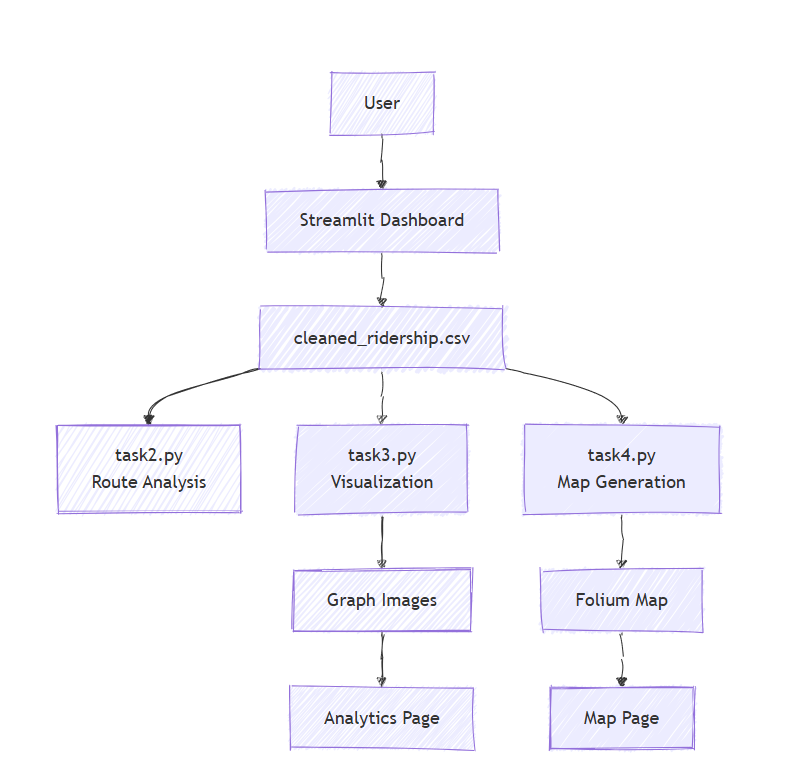 User
Streamlit Dashboard
cleaned_ridership.csv
task2.py
Route Analysis
task3.py
Visualization
task4.py
Map Generation
Graph Images
Folium Map
Analytics Page
Map Page